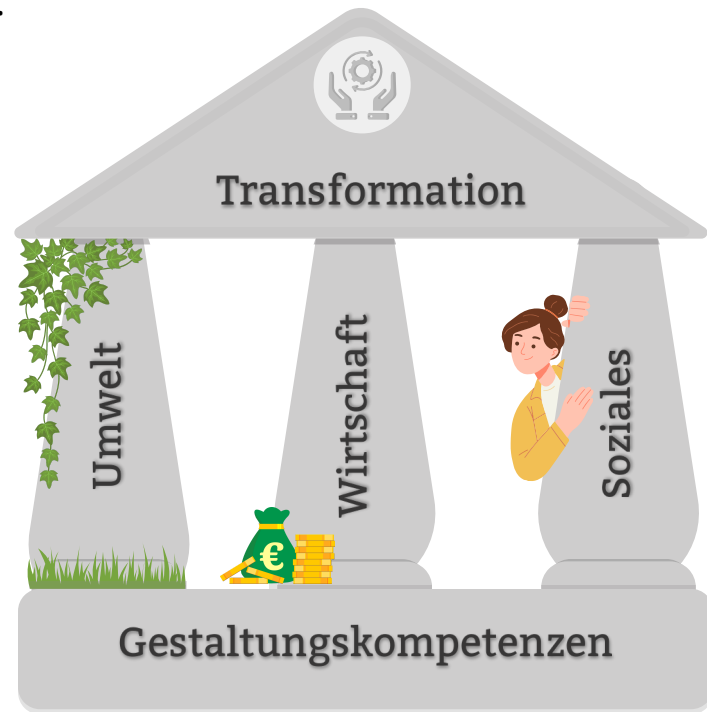 Transformation
Umwelt
Wirtschaft
Soziales
€
Gestaltungskompetenzen